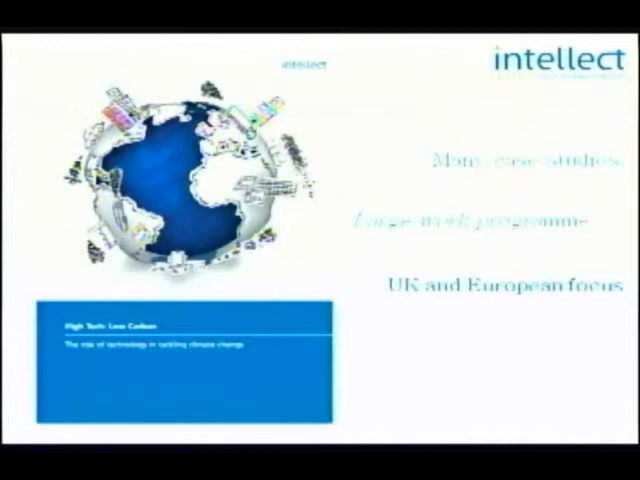 intellect
intellect
Many case studies
Large work programme
UK and European focus
High Tech: Low Carbon
The role of technology in tackling climate change